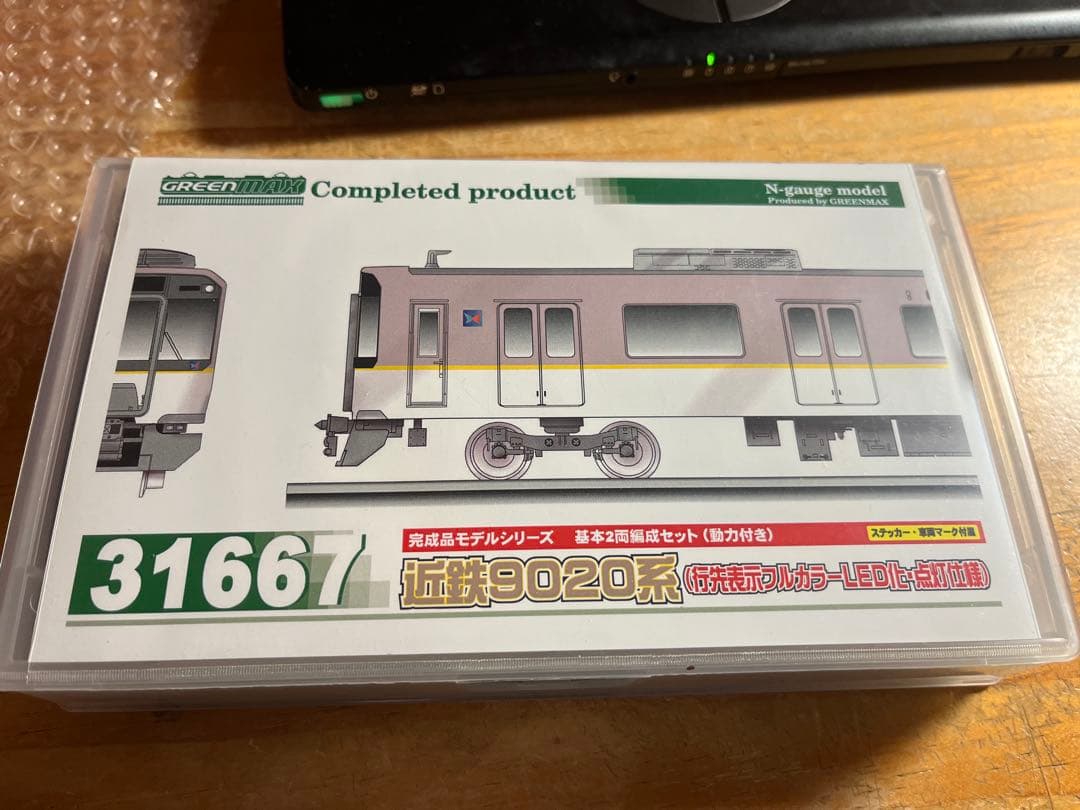 GREENMAX Completed product
N-gauge model
Produced by GREENMAX
31667
完成品モデルシリーズ 基本2両編成セット（動力付き）
ステッカー・車両マーク付属
近鉄9020系（行先表示フルカラーLED化・点灯仕様）